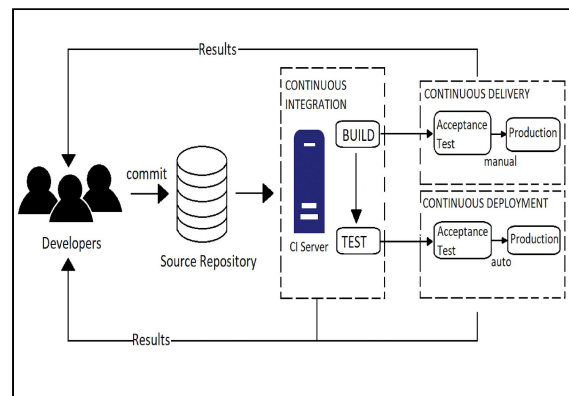 Results
CONTINUOUS
INTEGRATION
CONTINUOUS DELIVERY
BUILD
Acceptance
Test
Production
manual
commit
CONTINUOUS DEPLOYMENT
Developers
Source Repository
CI Server
TEST
Acceptance
Test
Production
auto
Results